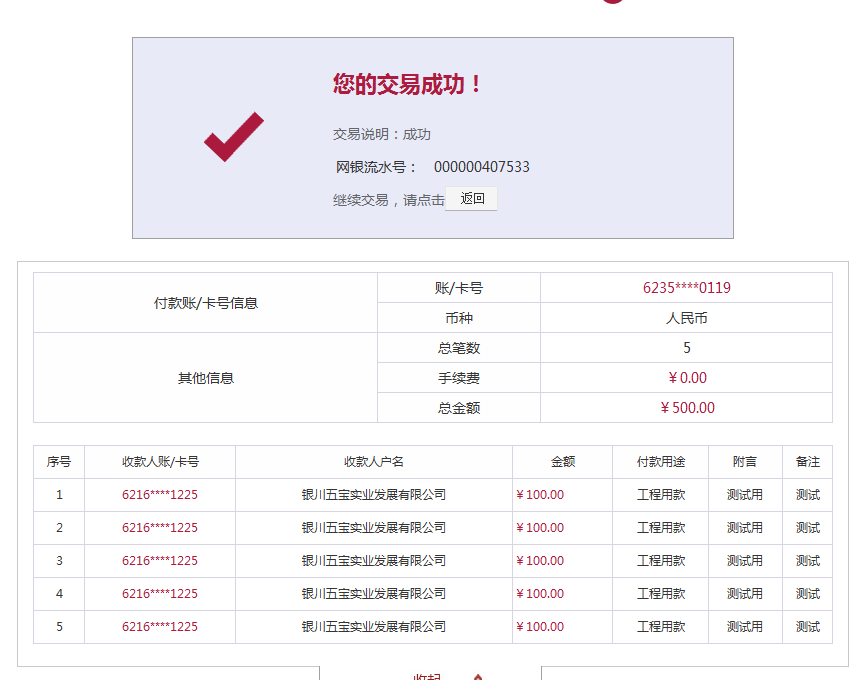 您的交易成功！
交易说明：成功
网银流水号： 000000407533
继续交易，请点击 返回
付款账/卡号信息 账/卡号 6235****0119
币种 人民币
其他信息 总笔数 5
手续费 ￥0.00
总金额 ￥500.00
序号 收款人账/卡号 收款人户名 金额 付款用途 附言 备注
1 6216****1225 银川五宝实业发展有限公司 ￥100.00 工程用款 测试用 测试
2 6216****1225 银川五宝实业发展有限公司 ￥100.00 工程用款 测试用 测试
3 6216****1225 银川五宝实业发展有限公司 ￥100.00 工程用款 测试用 测试
4 6216****1225 银川五宝实业发展有限公司 ￥100.00 工程用款 测试用 测试
5 6216****1225 银川五宝实业发展有限公司 ￥100.00 工程用款 测试用 测试
收起